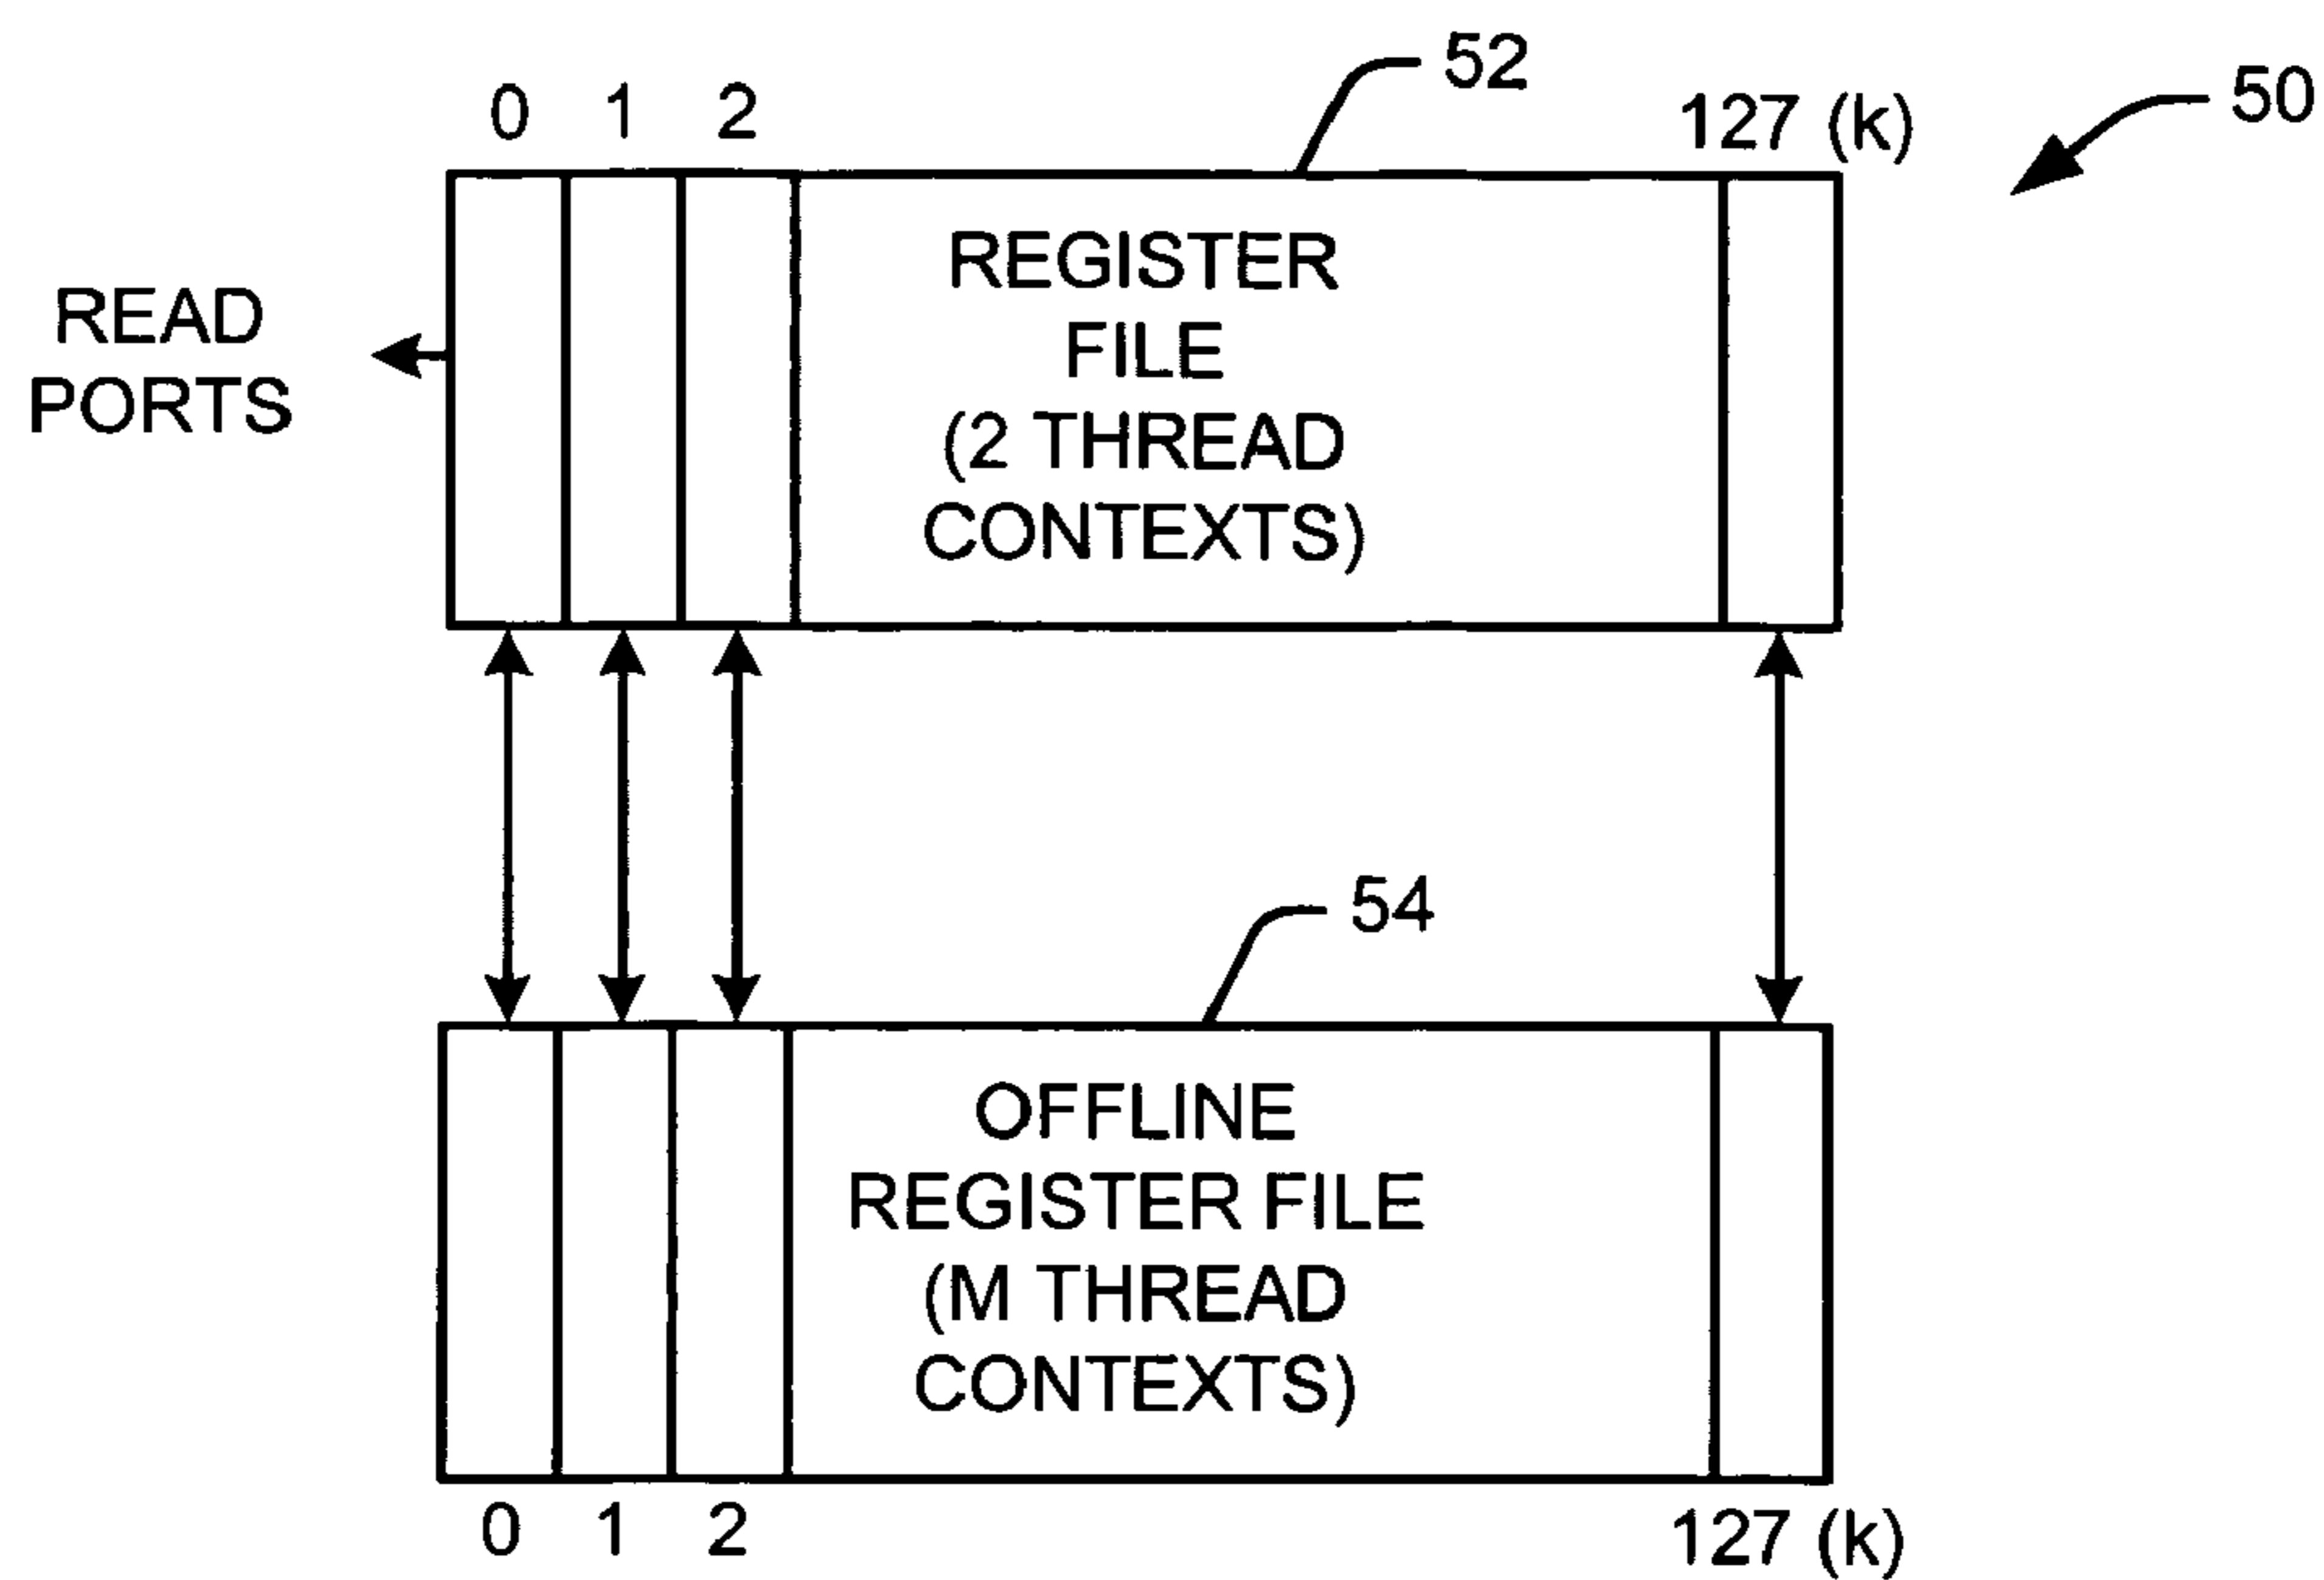 52
50
0 1 2 127 (k)
READ
PORTS
REGISTER
FILE
(2 THREAD
CONTEXTS)
54
OFFLINE
REGISTER FILE
(M THREAD
CONTEXTS)
0 1 2 127 (k)